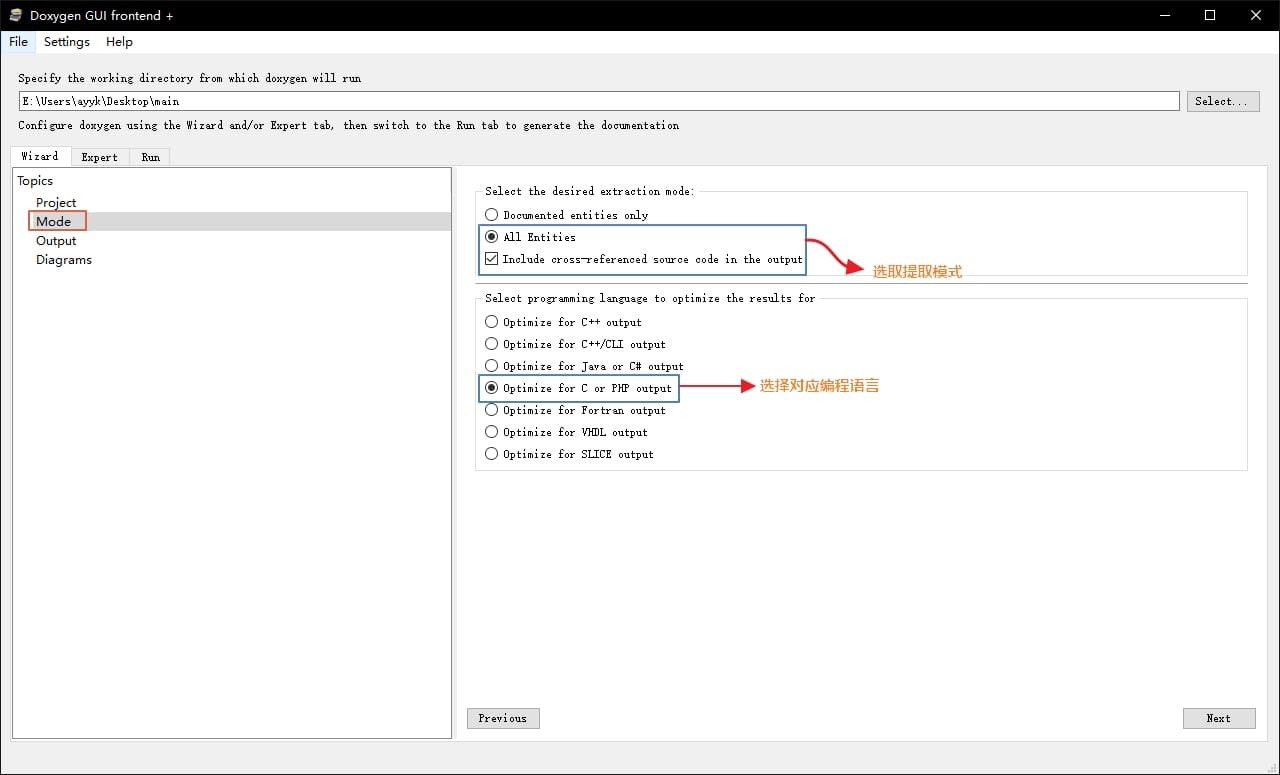 Doxygen GUI frontend +
File Settings Help
Specify the working directory from which doxygen will run
E:\Users\ayyk\Desktop\main
Select...
Configure doxygen using the Wizard and/or Expert tab, then switch to the Run tab to generate the documentation
Wizard Expert Run
Topics
Project
Mode
Output
Diagrams
Select the desired extraction mode:
Documented entities only
All Entities
Include cross-referenced source code in the output
选取提取模式
Select programming language to optimize the results for
Optimize for C++ output
Optimize for C++/CLI output
Optimize for Java or C# output
Optimize for C or PHP output
选择对应编程语言
Optimize for Fortran output
Optimize for VHDL output
Optimize for SLICE output
Previous
Next